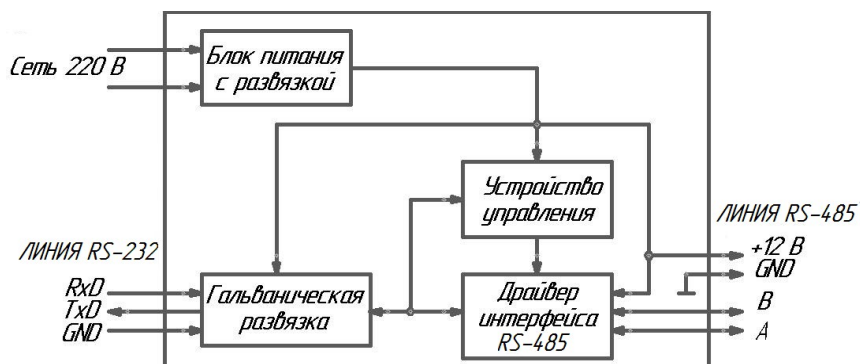 Сеть 220 В
Блок питания
с развязкой
Устройство
управления
ЛИНИЯ RS-485
+12 В
GND
В
А
ЛИНИЯ RS-232
RxD
TxD
GND
Гальваническая
развязка
Драйвер
интерфейса
RS-485